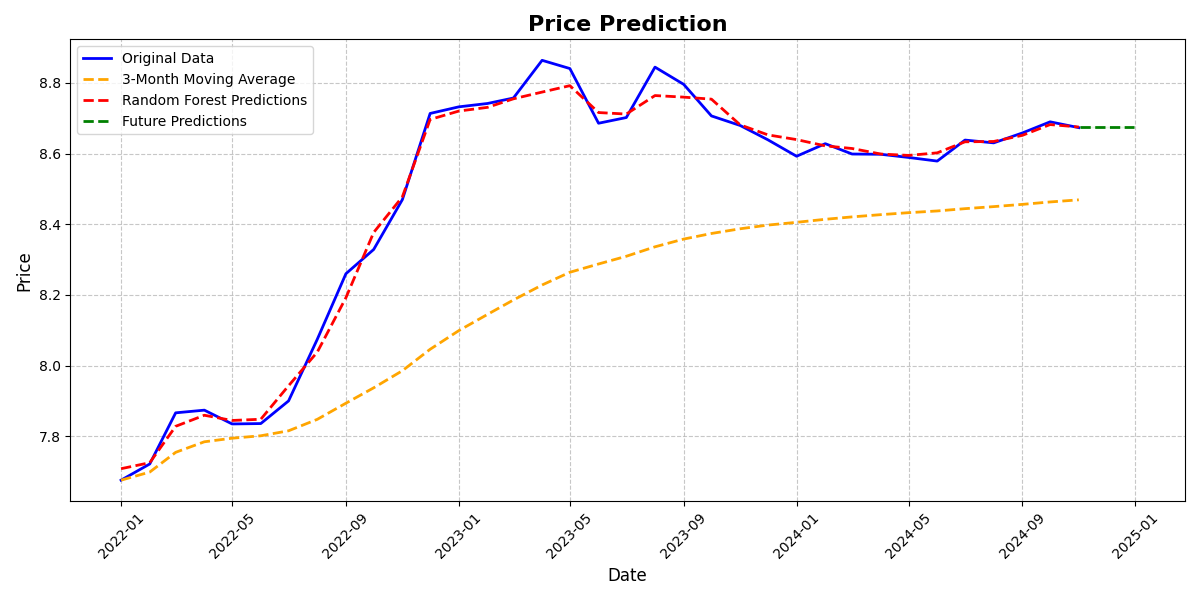 Price Prediction
Original Data
3-Month Moving Average
Random Forest Predictions
Future Predictions
Price
8.8
8.6
8.4
8.2
8.0
7.8
2022-01
2022-05
2022-09
2023-01
2023-05
2023-09
2024-01
2024-05
2024-09
2025-01
Date